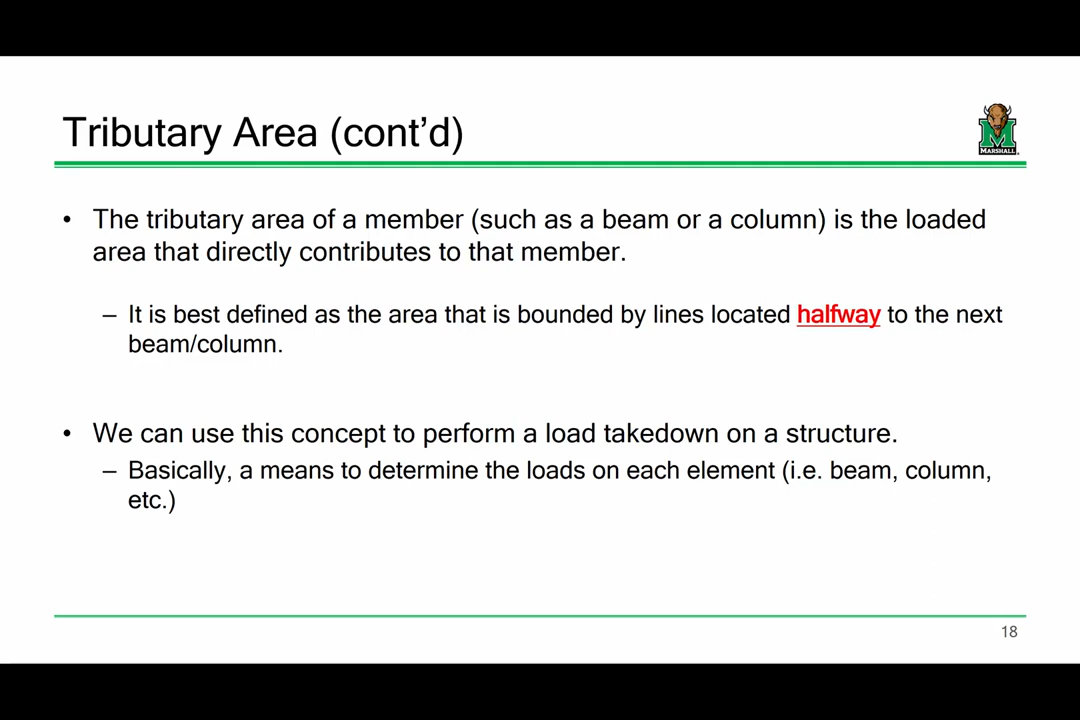 Tributary Area (cont’d)
MARSHALL
• The tributary area of a member (such as a beam or a column) is the loaded
area that directly contributes to that member.
– It is best defined as the area that is bounded by lines located halfway to the next
beam/column.
• We can use this concept to perform a load takedown on a structure.
– Basically, a means to determine the loads on each element (i.e. beam, column,
etc.)
18